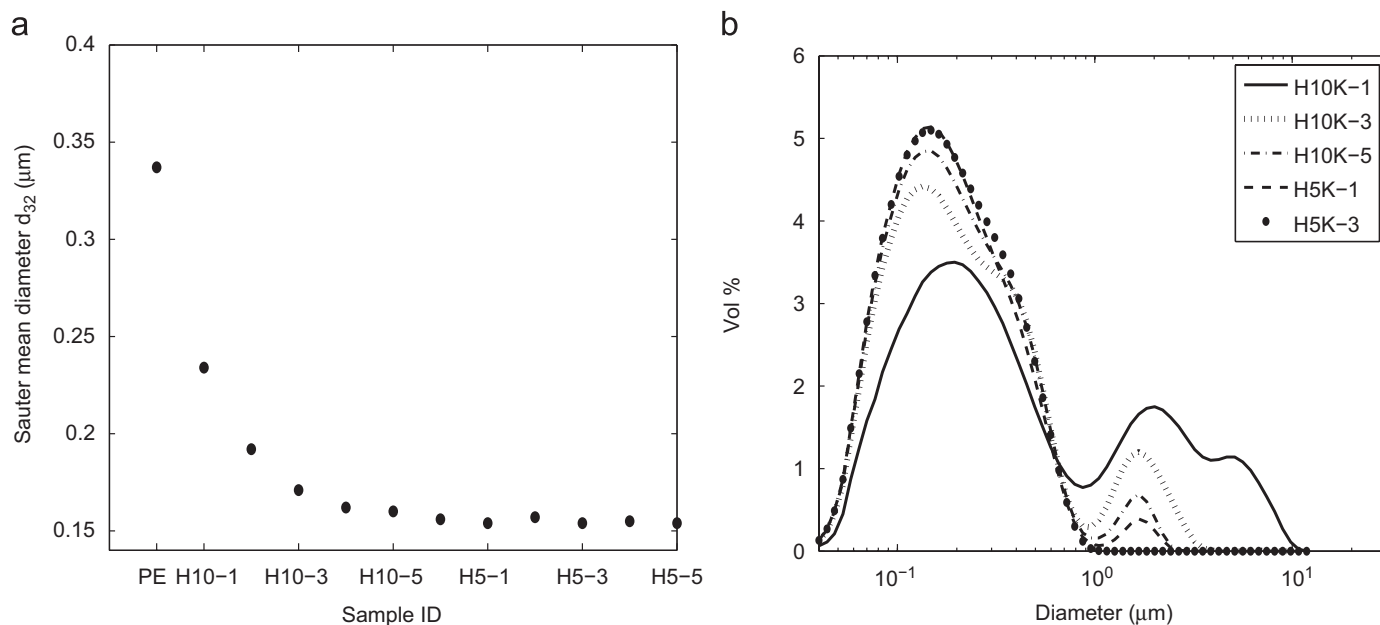 a
0.4
0.35
0.3
0.25
0.2
0.15
Sauter mean diameter d32 (μm)
PE H10−1 H10−3 H10−5 H5−1 H5−3 H5−5
Sample ID
b
6
5
4
3
2
1
0
Vol %
10−1 100 101
Diameter (μm)
H10K−1
H10K−3
H10K−5
H5K−1
H5K−3